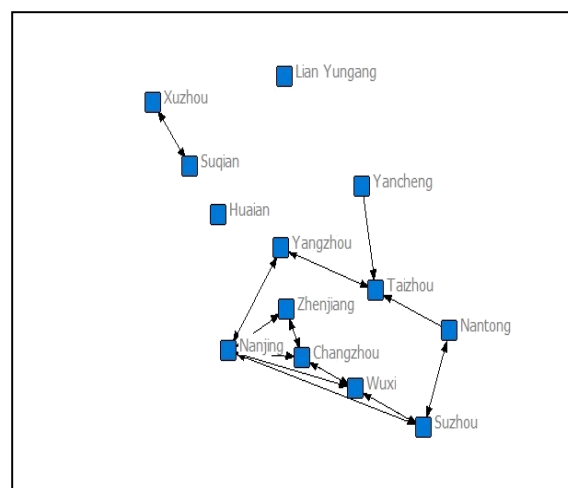 Lian Yungang
Xuzhou
Suqian
Yancheng
Huaian
Yangzhou
Taizhou
Zhenjiang
Nantong
Nanjing
Changzhou
Wuxi
Suzhou